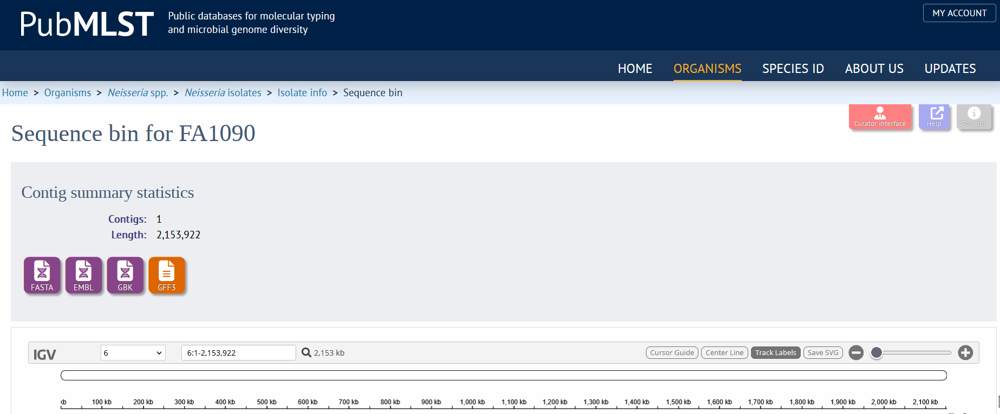 PubMLST
Public databases for molecular typing
and microbial genome diversity
MY ACCOUNT
HOME ORGANISMS SPECIES ID ABOUT US UPDATES
Home > Organisms > Neisseria spp. > Neisseria isolates > Isolate info > Sequence bin
Curator interface Help Tooltips
Sequence bin for FA1090
Contig summary statistics
Contigs: 1
Length: 2,153,922
FASTA EMBL GBK GFF3
IGV 6 6:1-2,153,922 2,153 kb Cursor Guide Center Line Track Labels Save SVG
kb 100 kb 200 kb 300 kb 400 kb 500 kb 600 kb 700 kb 800 kb 900 kb 1,000 kb 1,100 kb 1,200 kb 1,300 kb 1,400 kb 1,500 kb 1,600 kb 1,700 kb 1,800 kb 1,900 kb 2,000 kb 2,100 kb